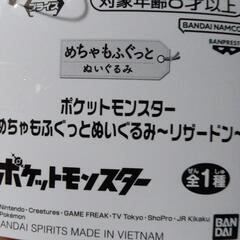 対象年齢8才以上
BANDAI NAMCO
BANPREST
めちゃもふぐっと
ぬいぐるみ
ポケットモンスター
めちゃもふぐっとぬいぐるみ～リザードン～
ポケットモンスター
全1種
Nintendo・Creatures・GAME FREAK・TV Tokyo・ShoPro・JR Kikaku
Pokémon
BANDAI SPIRITS MADE IN VIETNAM
BAN
DAI